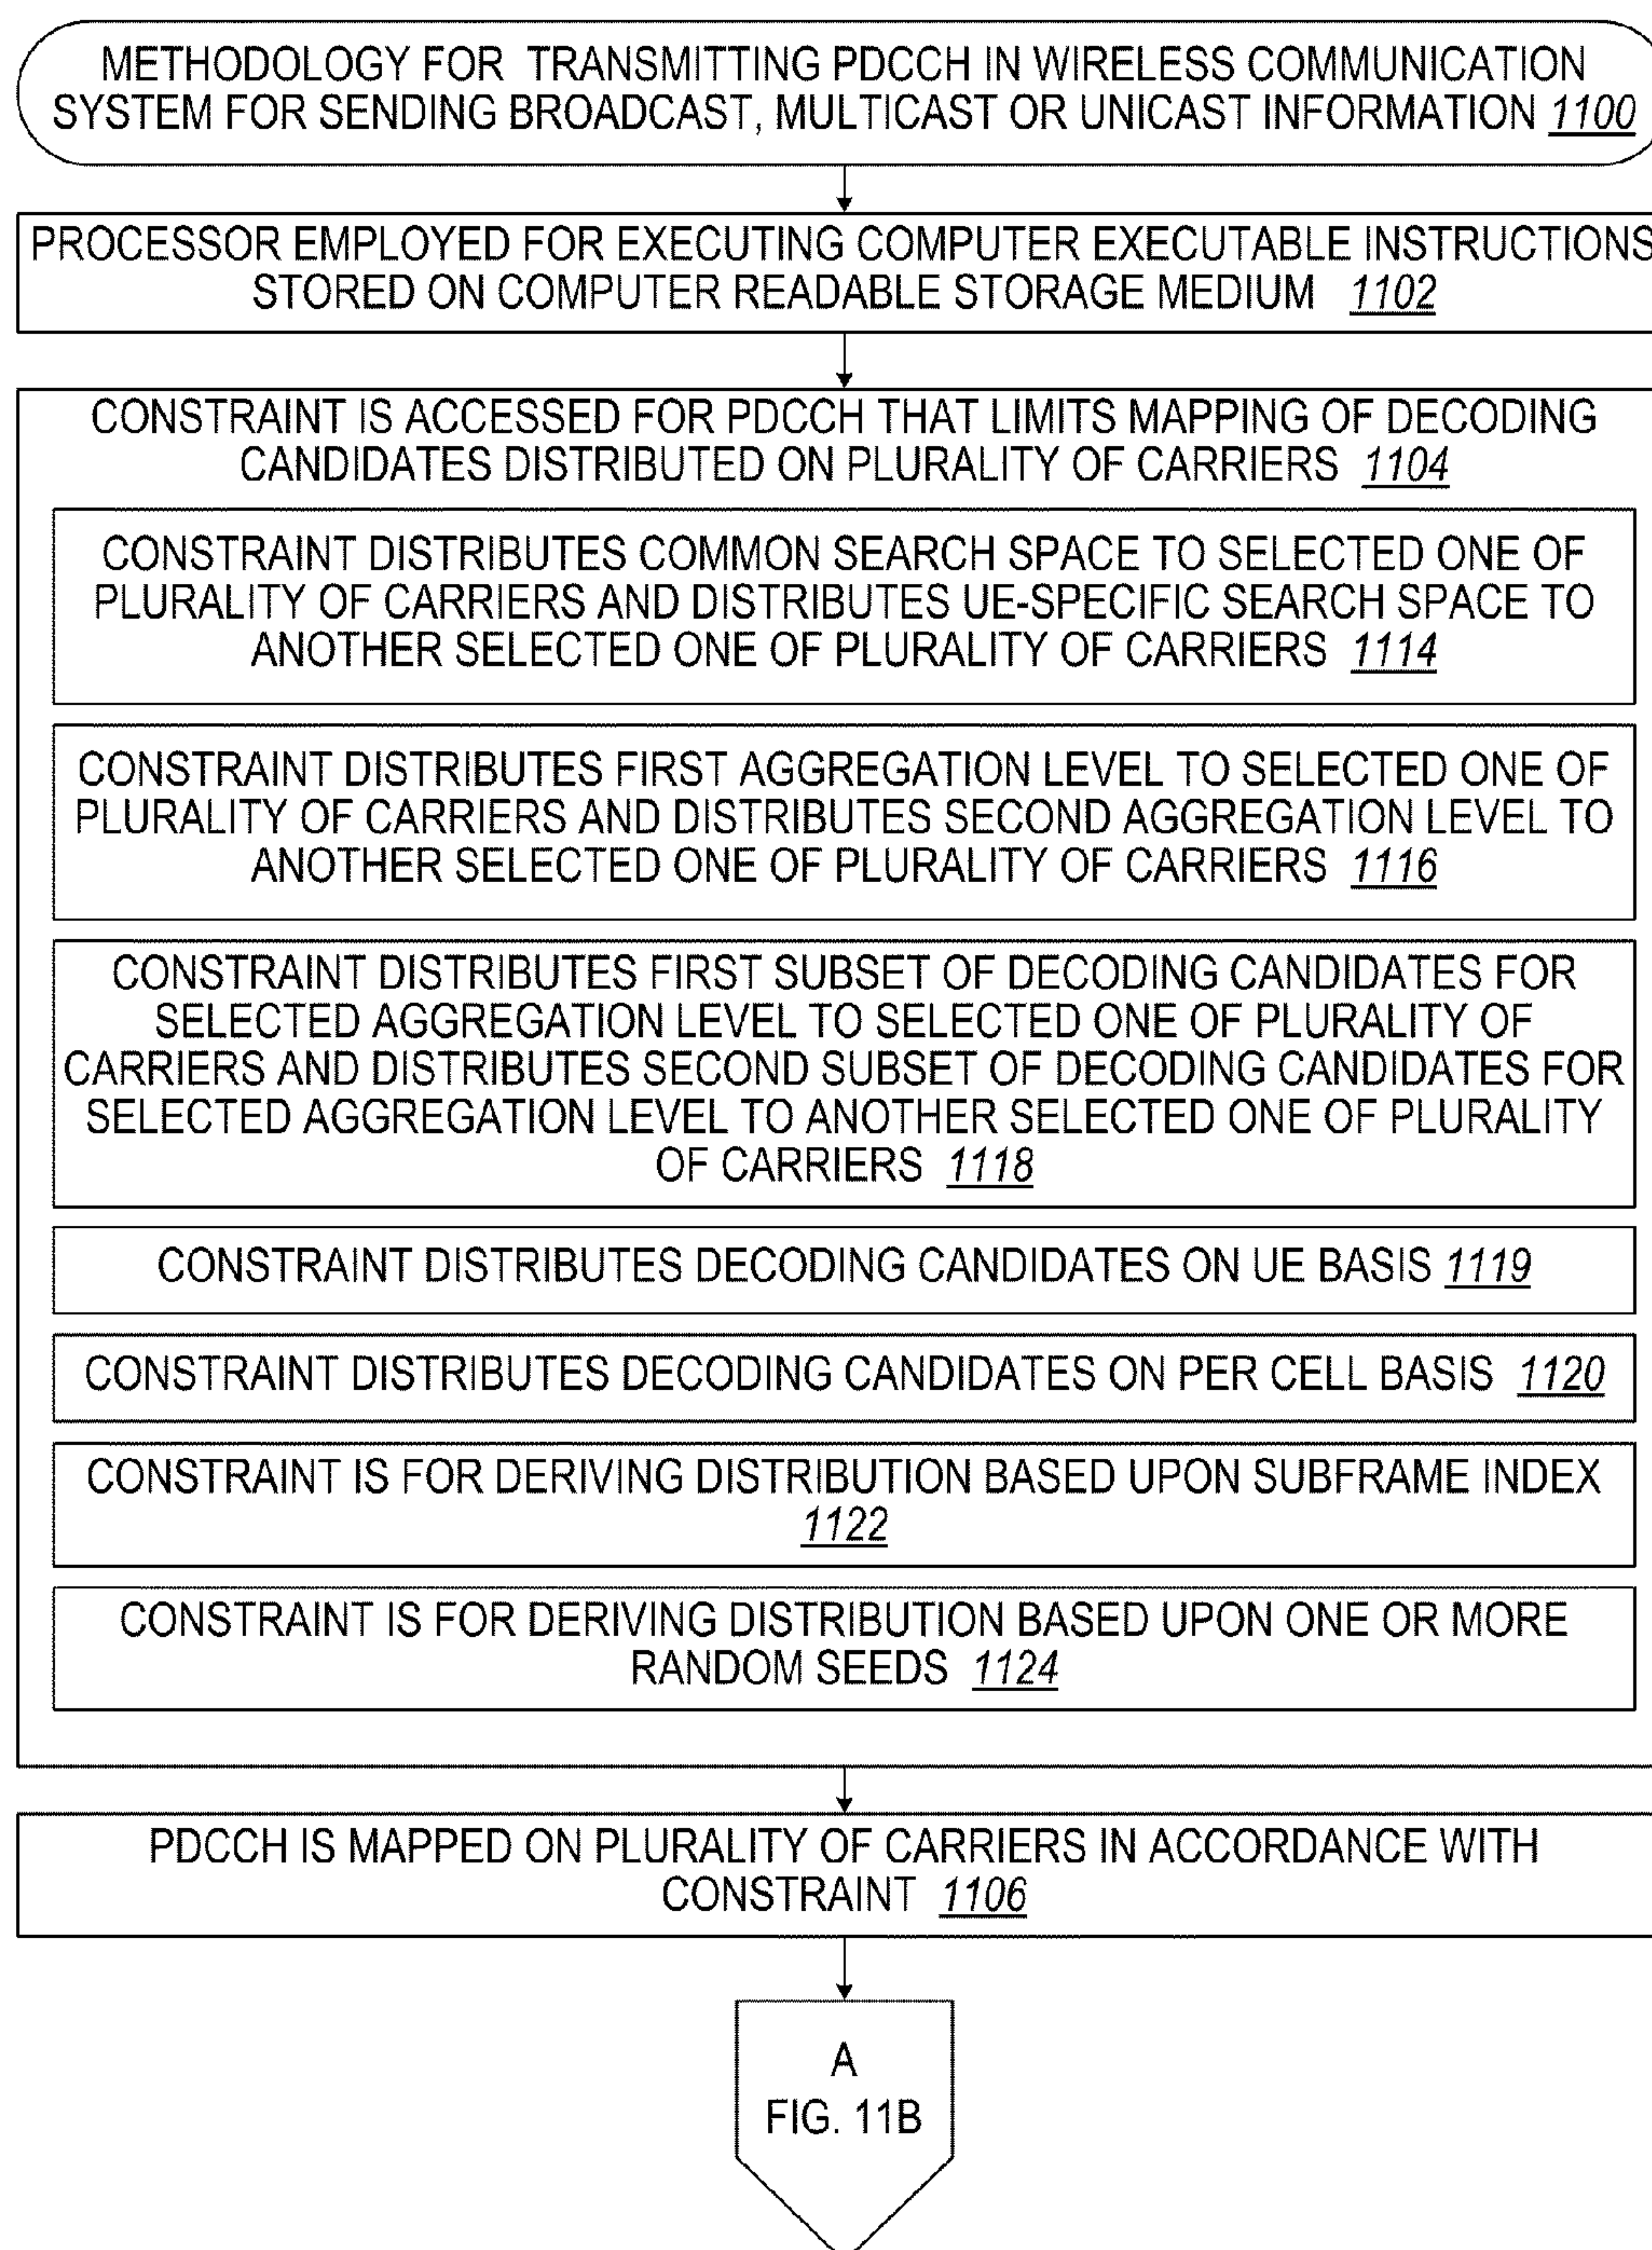 METHODOLOGY FOR TRANSMITTING PDCCH IN WIRELESS COMMUNICATION
SYSTEM FOR SENDING BROADCAST, MULTICAST OR UNICAST INFORMATION 1100
PROCESSOR EMPLOYED FOR EXECUTING COMPUTER EXECUTABLE INSTRUCTIONS
STORED ON COMPUTER READABLE STORAGE MEDIUM 1102
CONSTRAINT IS ACCESSED FOR PDCCH THAT LIMITS MAPPING OF DECODING
CANDIDATES DISTRIBUTED ON PLURALITY OF CARRIERS 1104
CONSTRAINT DISTRIBUTES COMMON SEARCH SPACE TO SELECTED ONE OF
PLURALITY OF CARRIERS AND DISTRIBUTES UE-SPECIFIC SEARCH SPACE TO
ANOTHER SELECTED ONE OF PLURALITY OF CARRIERS 1114
CONSTRAINT DISTRIBUTES FIRST AGGREGATION LEVEL TO SELECTED ONE OF
PLURALITY OF CARRIERS AND DISTRIBUTES SECOND AGGREGATION LEVEL TO
ANOTHER SELECTED ONE OF PLURALITY OF CARRIERS 1116
CONSTRAINT DISTRIBUTES FIRST SUBSET OF DECODING CANDIDATES FOR
SELECTED AGGREGATION LEVEL TO SELECTED ONE OF PLURALITY OF
CARRIERS AND DISTRIBUTES SECOND SUBSET OF DECODING CANDIDATES FOR
SELECTED AGGREGATION LEVEL TO ANOTHER SELECTED ONE OF PLURALITY
OF CARRIERS 1118
CONSTRAINT DISTRIBUTES DECODING CANDIDATES ON UE BASIS 1119
CONSTRAINT DISTRIBUTES DECODING CANDIDATES ON PER CELL BASIS 1120
CONSTRAINT IS FOR DERIVING DISTRIBUTION BASED UPON SUBFRAME INDEX
1122
CONSTRAINT IS FOR DERIVING DISTRIBUTION BASED UPON ONE OR MORE
RANDOM SEEDS 1124
PDCCH IS MAPPED ON PLURALITY OF CARRIERS IN ACCORDANCE WITH
CONSTRAINT 1106
A
FIG. 11B